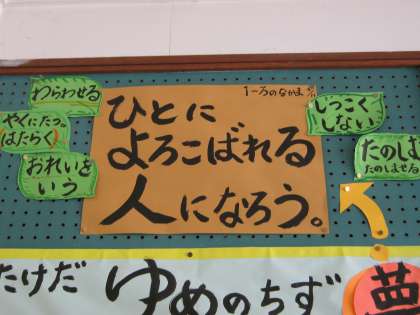 わらわせる
やくにたつ
はたらく
おれいを
いう
1-3のなかま
ひとに
よろこばれる
人になろう。
しつこく
しない
たのしむ
たのしませる
たけだ
ゆめのちず
夢